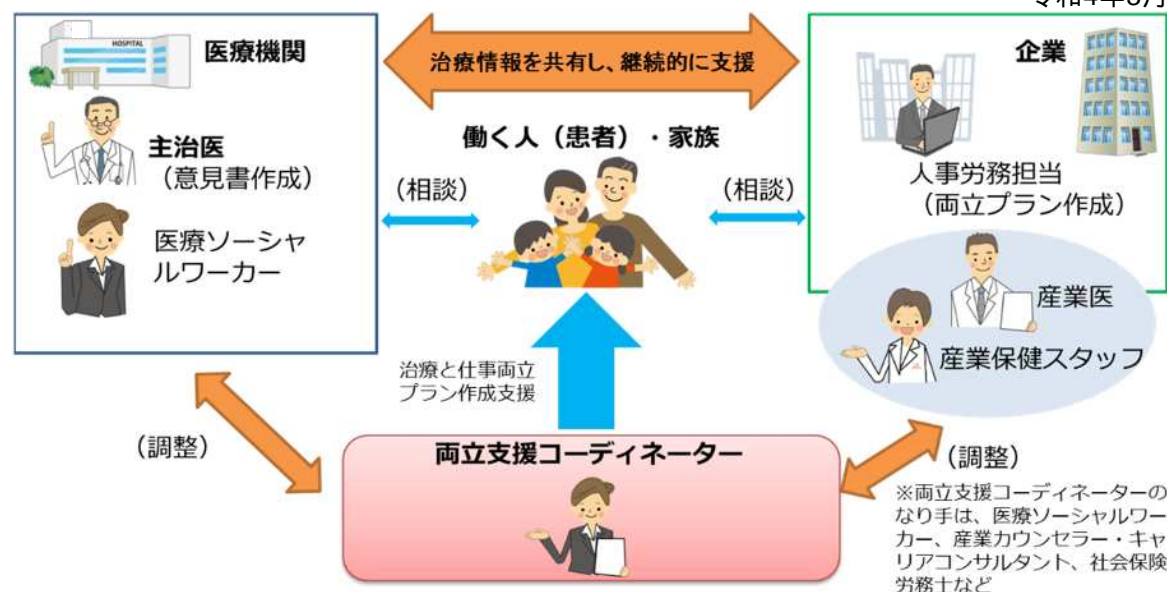 令和4年3月
医療機関
HOSPITAL
主治医
（意見書作成）
医療ソーシャ
ルワーカー
治療情報を共有し、継続的に支援
働く人（患者）・家族
（相談）
（相談）
企業
人事労務担当
（両立プラン作成）
産業医
産業保健スタッフ
治療と仕事両立
プラン作成支援
（調整）
両立支援コーディネーター
（調整）
※両立支援コーディネーターの
なり手は、医療ソーシャルワー
カー、産業カウンセラー・キャ
リアコンサルタント、社会保険
労務士など